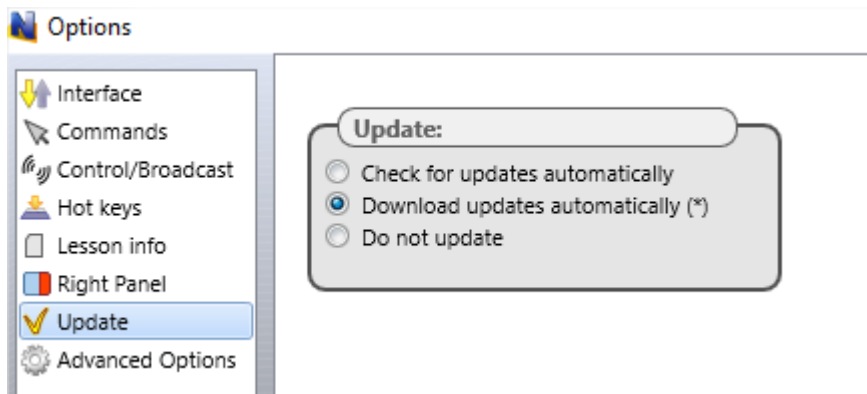 Options
Interface
Commands
Control/Broadcast
Hot keys
Lesson info
Right Panel
Update
Advanced Options
Update:
Check for updates automatically
Download updates automatically (*)
Do not update